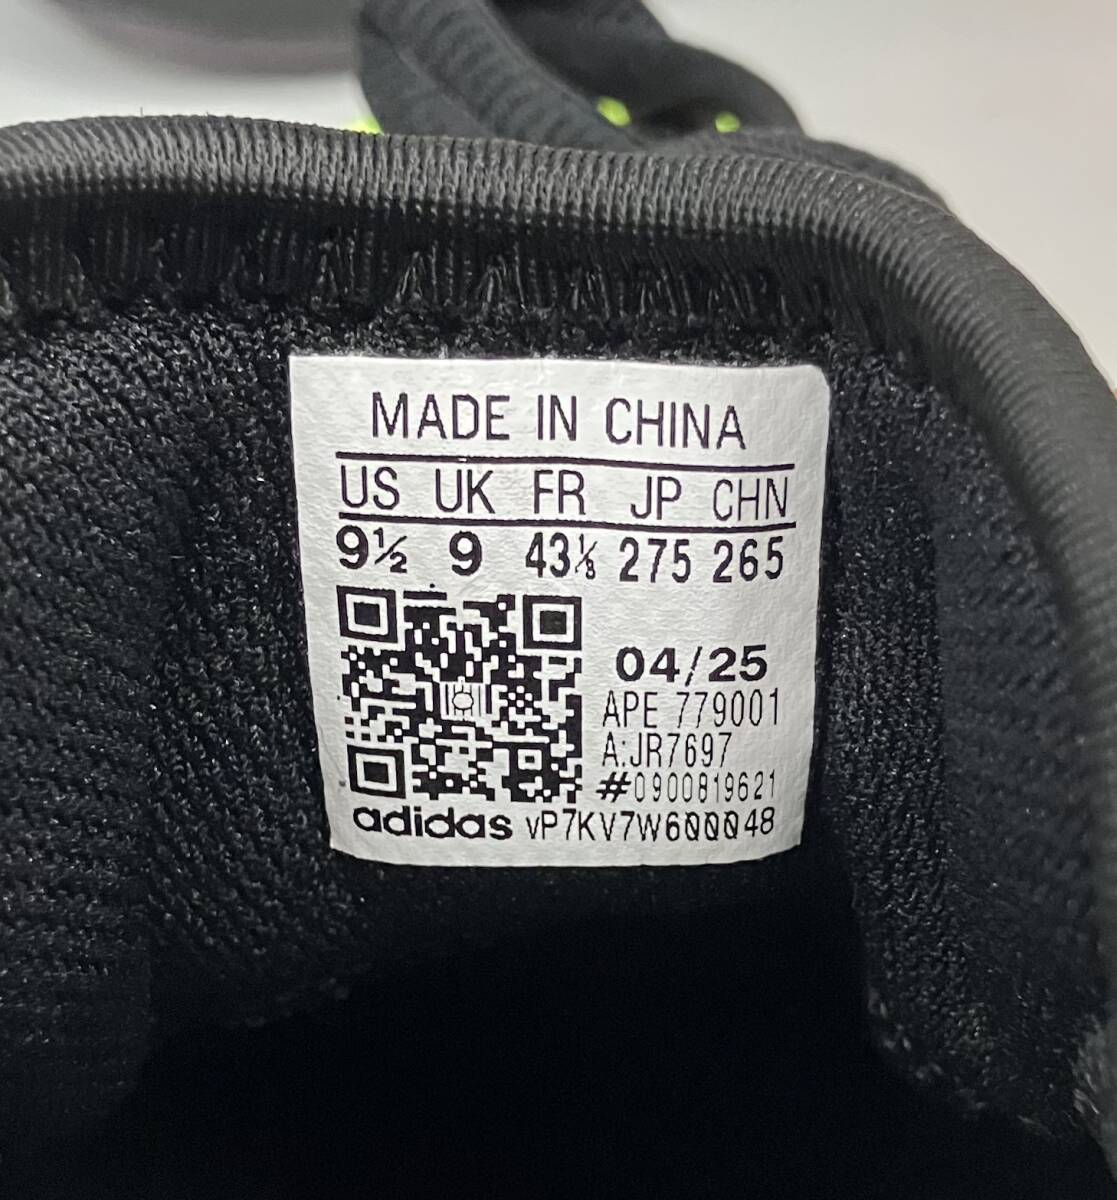 MADE IN CHINA
US UK FR JP CHN
9½ 9 43⅓ 275 265
04/25
APE 779001
A:JR7697
#0900819621
adidas vP7KV7W600048